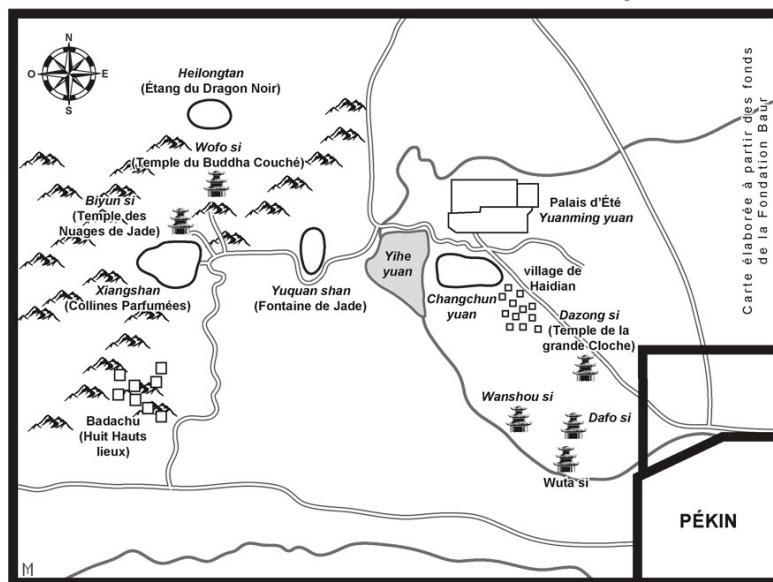 N
O
E
S
Heilongtan
(Étang du Dragon Noir)
Wofo si
(Temple du Buddha Couché)
Biyun si
(Temple des
Nuages de Jade)
Xiangshan
(Collines Parfumées)
Yuquan shan
(Fontaine de Jade)
Yihe
yuan
Palais d'Été
Yuanming yuan
Changchun
yuan
village de
Haidian
Dazong si
(Temple de la
grande Cloche)
Wanshou si
Dafo si
Wuta si
Badachu
(Huit Hauts
lieux)
PÉKIN
M
Carte élaborée à partir des fonds
de la Fondation Baur